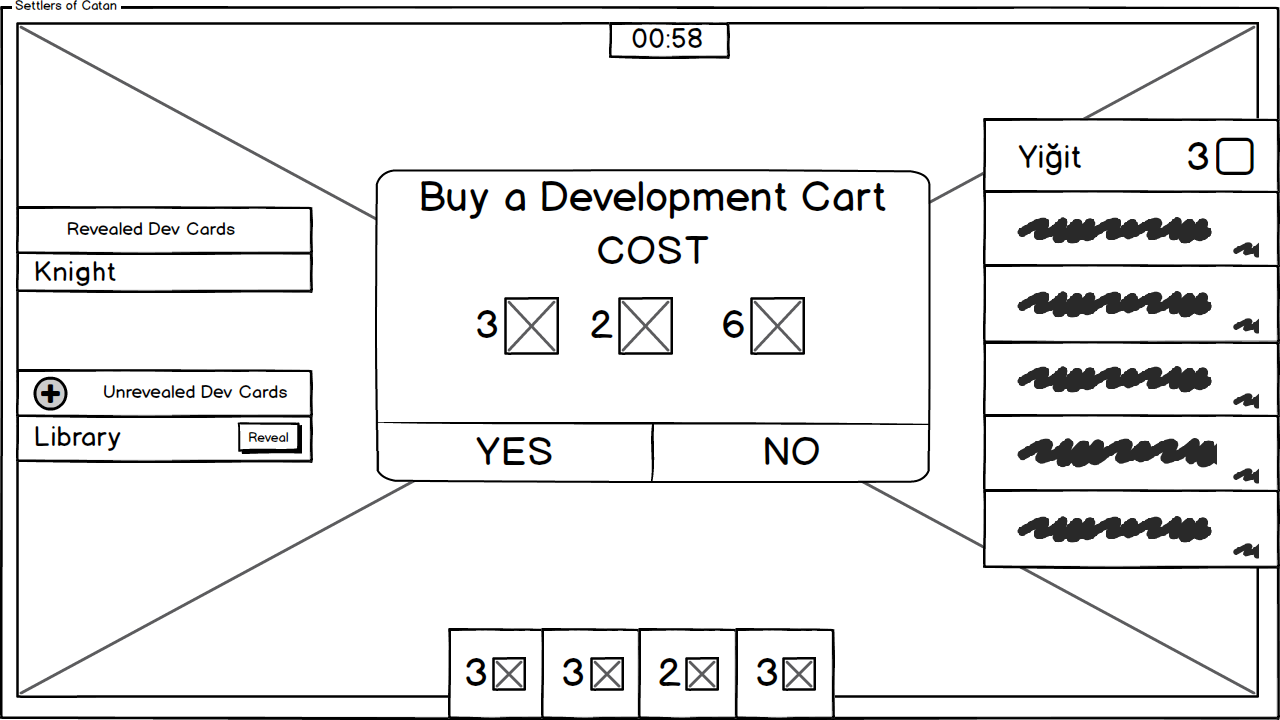 Settlers of Catan
00:58
Yiğit 3
Buy a Development Cart
COST
3 2 6
YES NO
Revealed Dev Cards
Knight
Unrevealed Dev Cards
Library Reveal
3 3 2 3